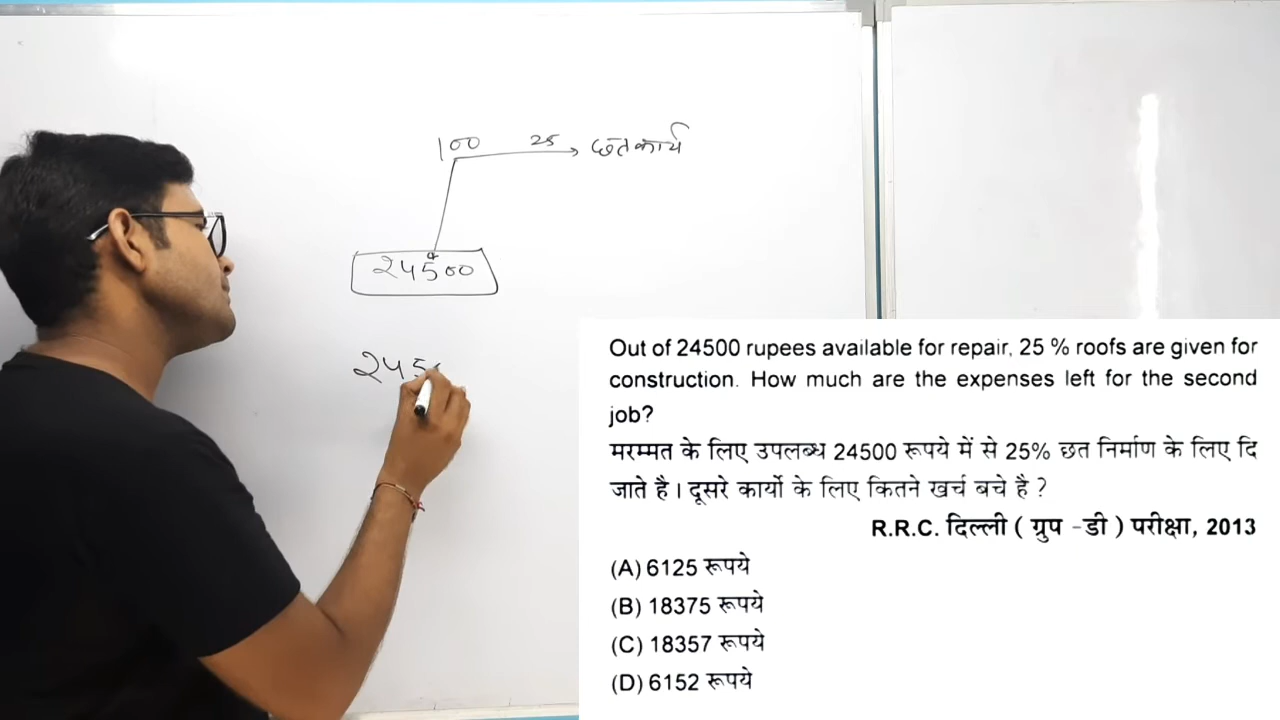 100 25 छत कार्य
24500
245
Out of 24500 rupees available for repair, 25 % roofs are given for
construction. How much are the expenses left for the second
job?
मरम्मत के लिए उपलब्ध 24500 रूपये में से 25% छत निर्माण के लिए दि
जाते है। दूसरे कार्यो के लिए कितने खर्च बचे है ?
R.R.C. दिल्ली ( ग्रुप -डी ) परीक्षा, 2013
(A) 6125 रूपये
(B) 18375 रूपये
(C) 18357 रूपये
(D) 6152 रूपये